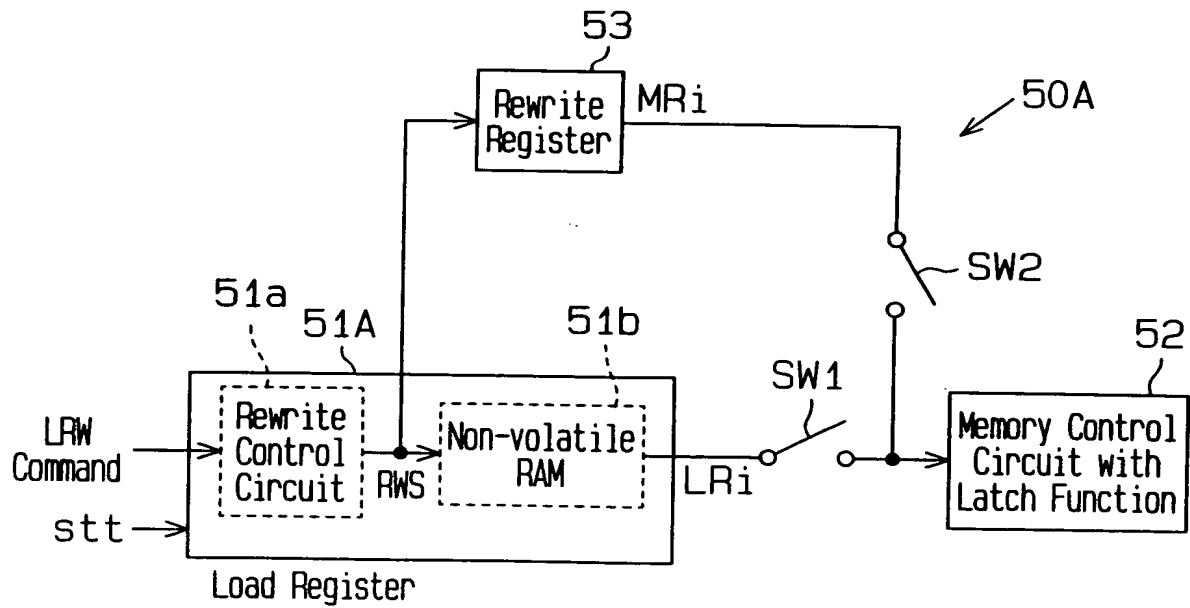 53
Rewrite
Register
MRi
50A
SW2
51a
51A
51b
SW1
52
LRW
Command
Rewrite
Control
Circuit
RWS
Non-volatile
RAM
LRi
Memory Control
Circuit with
Latch Function
stt
Load Register